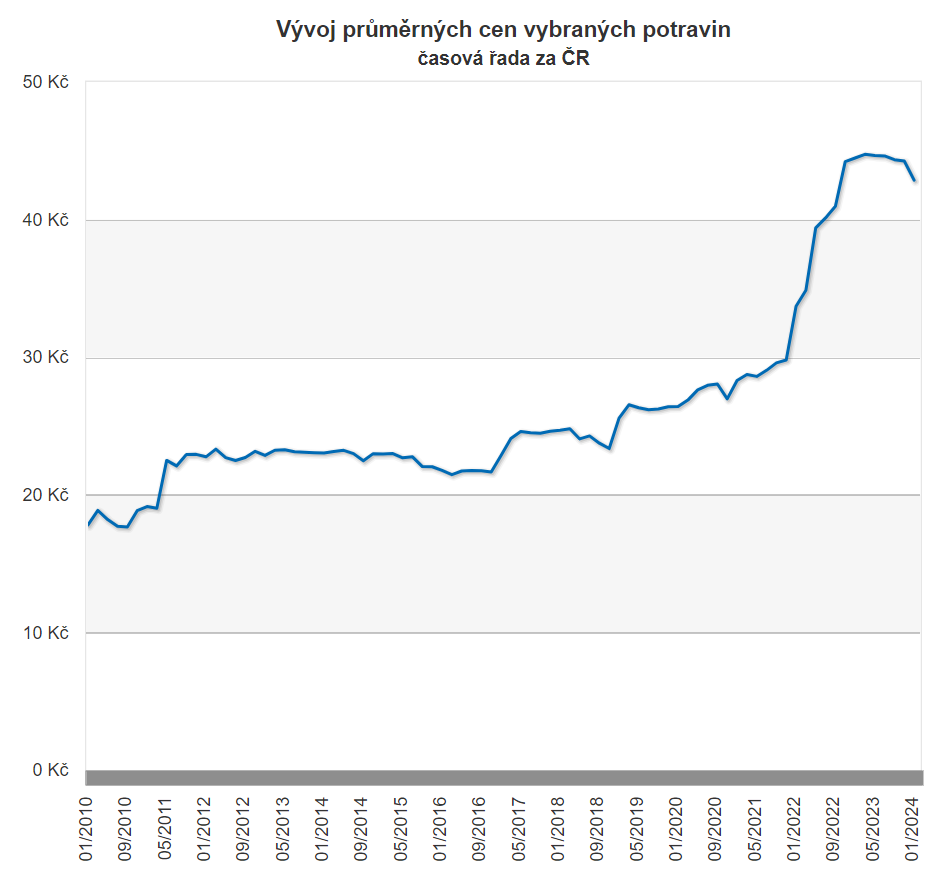 Vývoj průměrných cen vybraných potravin
časová řada za ČR
50 Kč
40 Kč
30 Kč
20 Kč
10 Kč
0 Kč
01/2010
09/2010
05/2011
01/2012
09/2012
05/2013
01/2014
09/2014
05/2015
01/2016
09/2016
05/2017
01/2018
09/2018
05/2019
01/2020
09/2020
05/2021
01/2022
09/2022
05/2023
01/2024